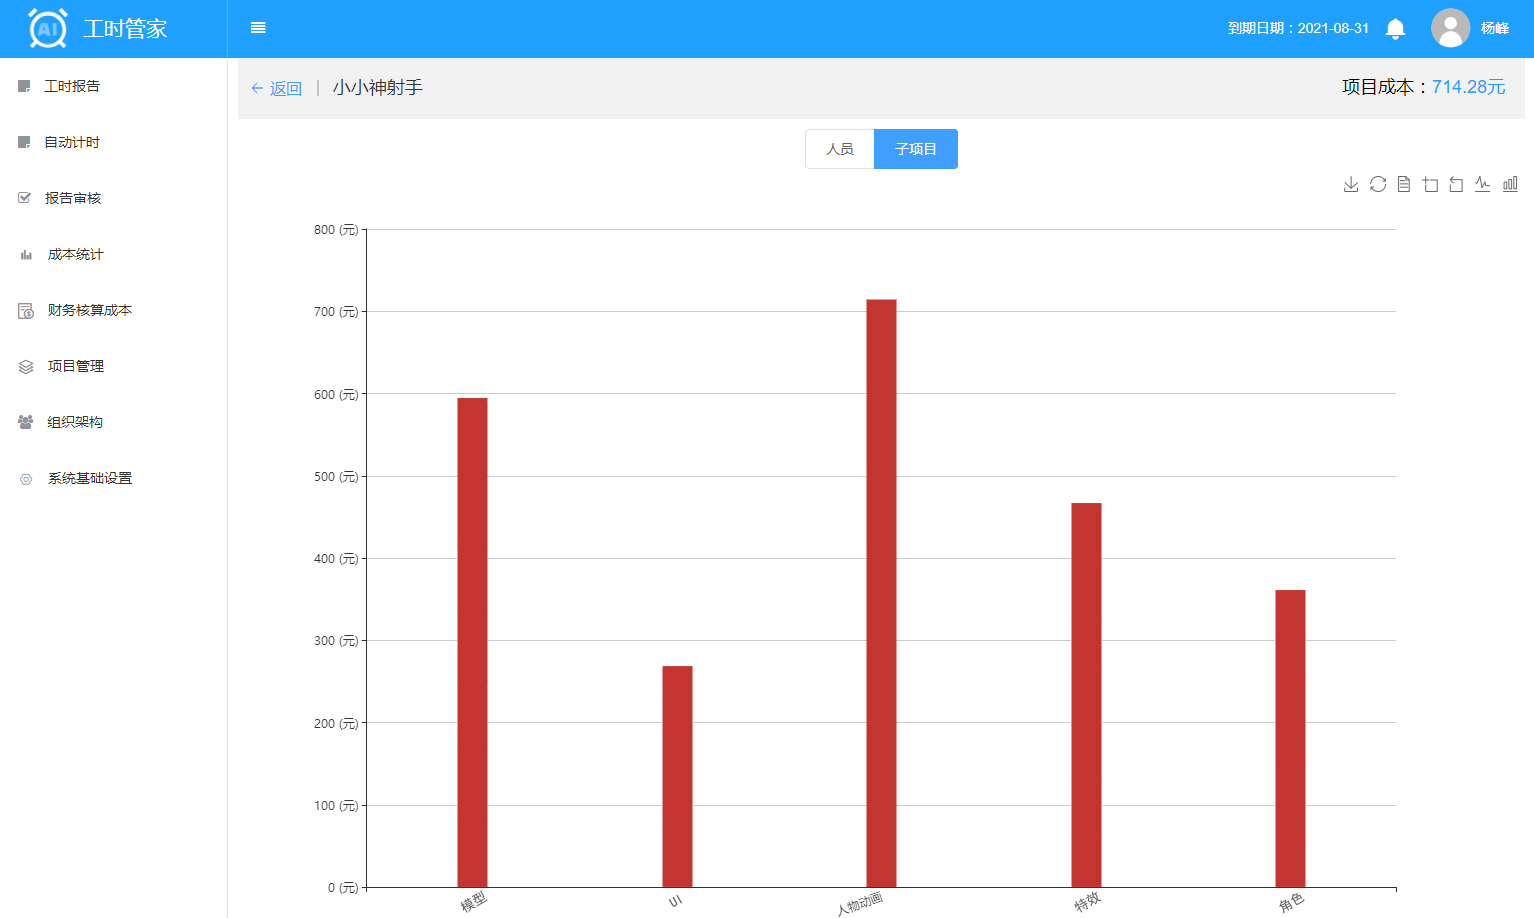 AI 工时管家
到期日期：2021-08-31 杨峰
工时报告
自动计时
报告审核
成本统计
财务核算成本
项目管理
组织架构
系统基础设置
返回 | 小小神射手
项目成本：714.28元
人员 子项目
800 (元)
700 (元)
600 (元)
500 (元)
400 (元)
300 (元)
200 (元)
100 (元)
0 (元)
模型 UI 人物动画 特效 角色